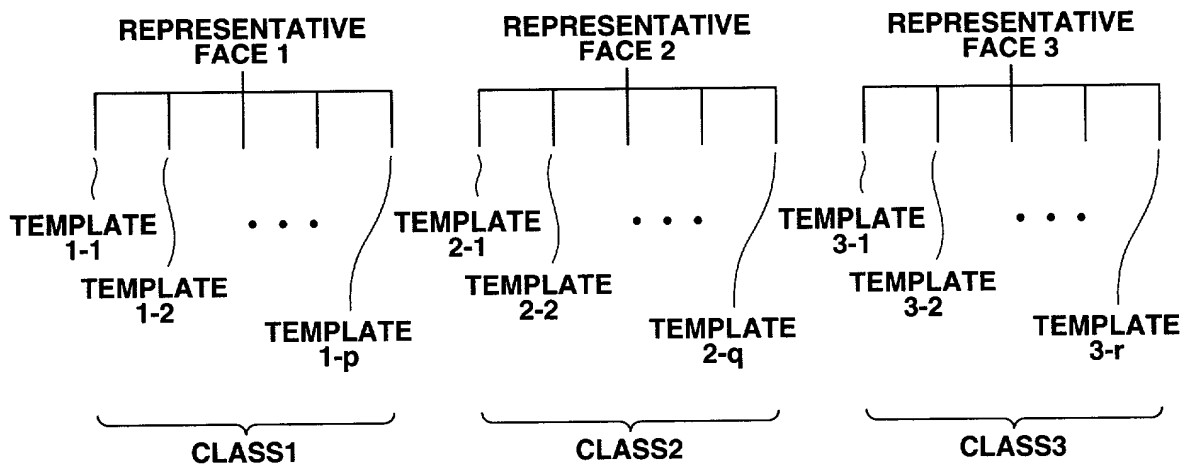 REPRESENTATIVE
FACE 1
TEMPLATE
1-1
TEMPLATE
1-2
• • •
TEMPLATE
1-p
CLASS1
REPRESENTATIVE
FACE 2
TEMPLATE
2-1
TEMPLATE
2-2
• • •
TEMPLATE
2-q
CLASS2
REPRESENTATIVE
FACE 3
TEMPLATE
3-1
TEMPLATE
3-2
• • •
TEMPLATE
3-r
CLASS3